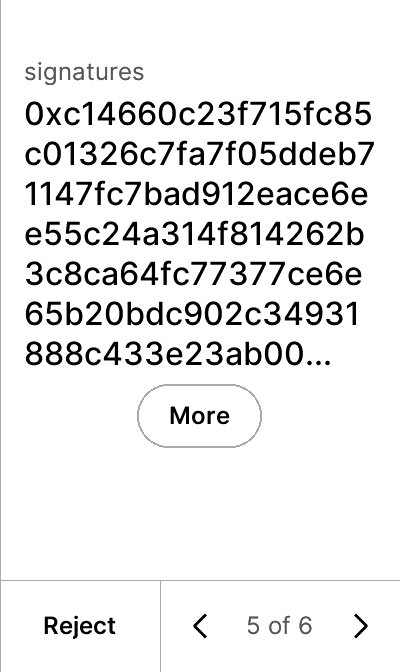 signatures
0xc14660c23f715fc85
c01326c7fa7f05ddeb7
1147fc7bad912eace6e
e55c24a314f814262b
3c8ca64fc77377ce6e
65b20bdc902c34931
888c433e23ab00...
More
Reject
5 of 6